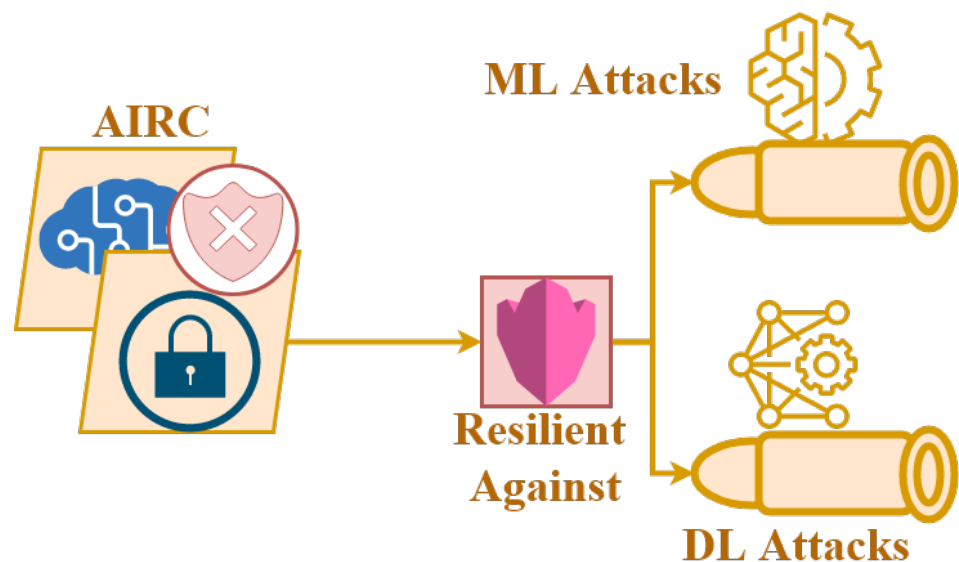 AIRC
ML Attacks
Resilient
Against
DL Attacks